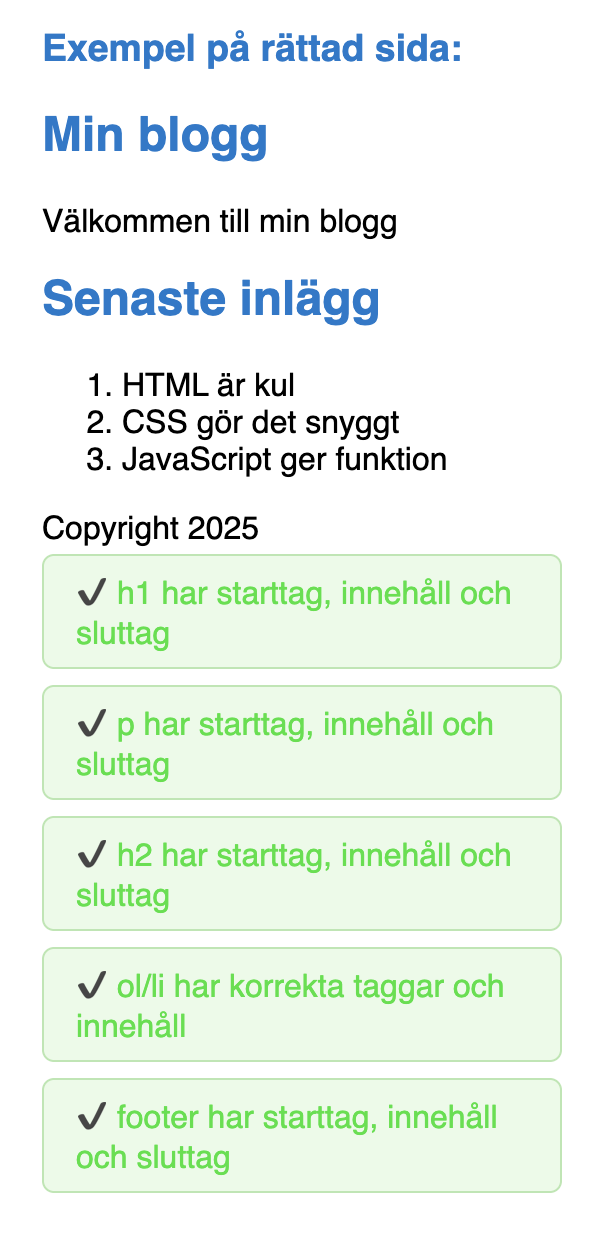 Exempel på rättad sida:
Min blogg
Välkommen till min blogg
Senaste inlägg
1. HTML är kul
2. CSS gör det snyggt
3. JavaScript ger funktion
Copyright 2025
✔ h1 har starttag, innehåll och
sluttag
✔ p har starttag, innehåll och
sluttag
✔ h2 har starttag, innehåll och
sluttag
✔ ol/li har korrekta taggar och
innehåll
✔ footer har starttag, innehåll
och sluttag